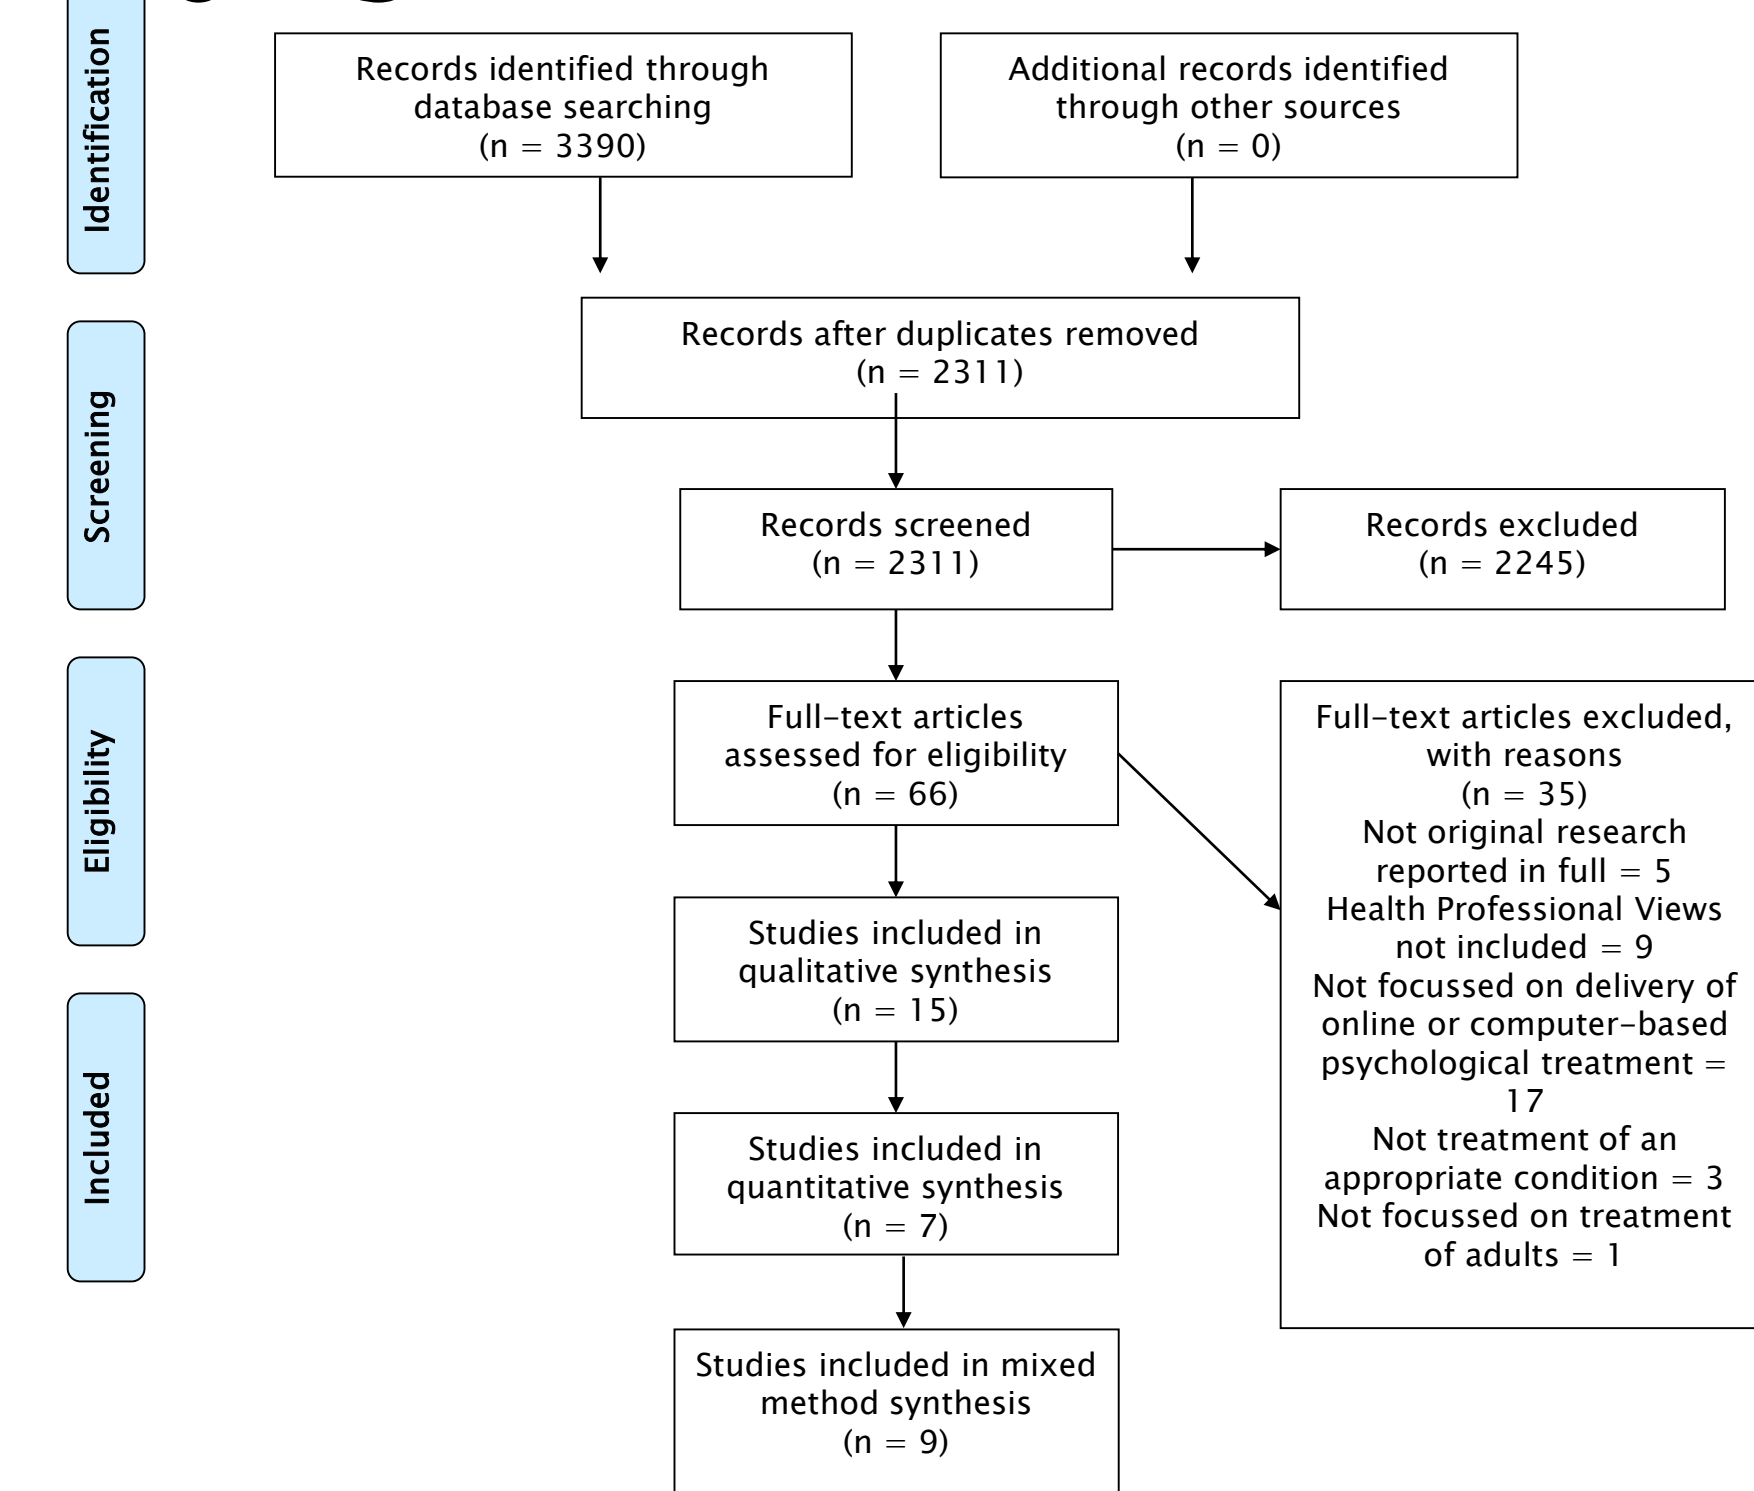 Identification
Records identified through
database searching
(n = 3390)
Additional records identified
through other sources
(n = 0)
Screening
Records after duplicates removed
(n = 2311)
Records screened
(n = 2311)
Records excluded
(n = 2245)
Eligibility
Full-text articles
assessed for eligibility
(n = 66)
Full-text articles excluded,
with reasons
(n = 35)
Not original research
reported in full = 5
Health Professional Views
not included = 9
Not focussed on delivery of
online or computer-based
psychological treatment =
17
Not treatment of an
appropriate condition = 3
Not focussed on treatment
of adults = 1
Studies included in
qualitative synthesis
(n = 15)
Included
Studies included in
quantitative synthesis
(n = 7)
Studies included in mixed
method synthesis
(n = 9)